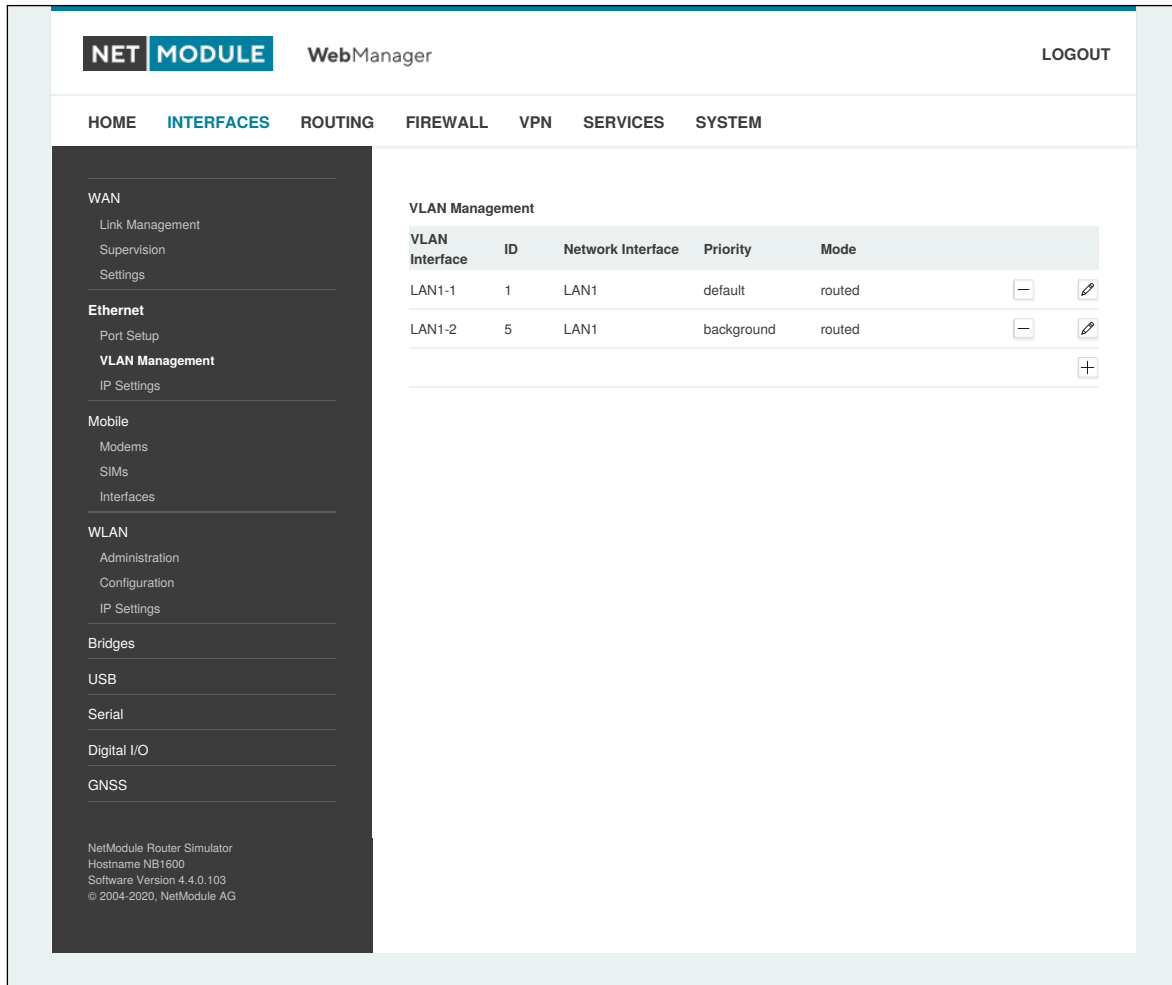 NET MODULE WebManager LOGOUT
HOME INTERFACES ROUTING FIREWALL VPN SERVICES SYSTEM
WAN
Link Management
Supervision
Settings
Ethernet
Port Setup
VLAN Management
IP Settings
Mobile
Modems
SIMs
Interfaces
WLAN
Administration
Configuration
IP Settings
Bridges
USB
Serial
Digital I/O
GNSS
NetModule Router Simulator
Hostname NB1600
Software Version 4.4.0.103
© 2004-2020, NetModule AG
VLAN Management
VLAN Interface ID Network Interface Priority Mode
LAN1-1 1 LAN1 default routed
LAN1-2 5 LAN1 background routed